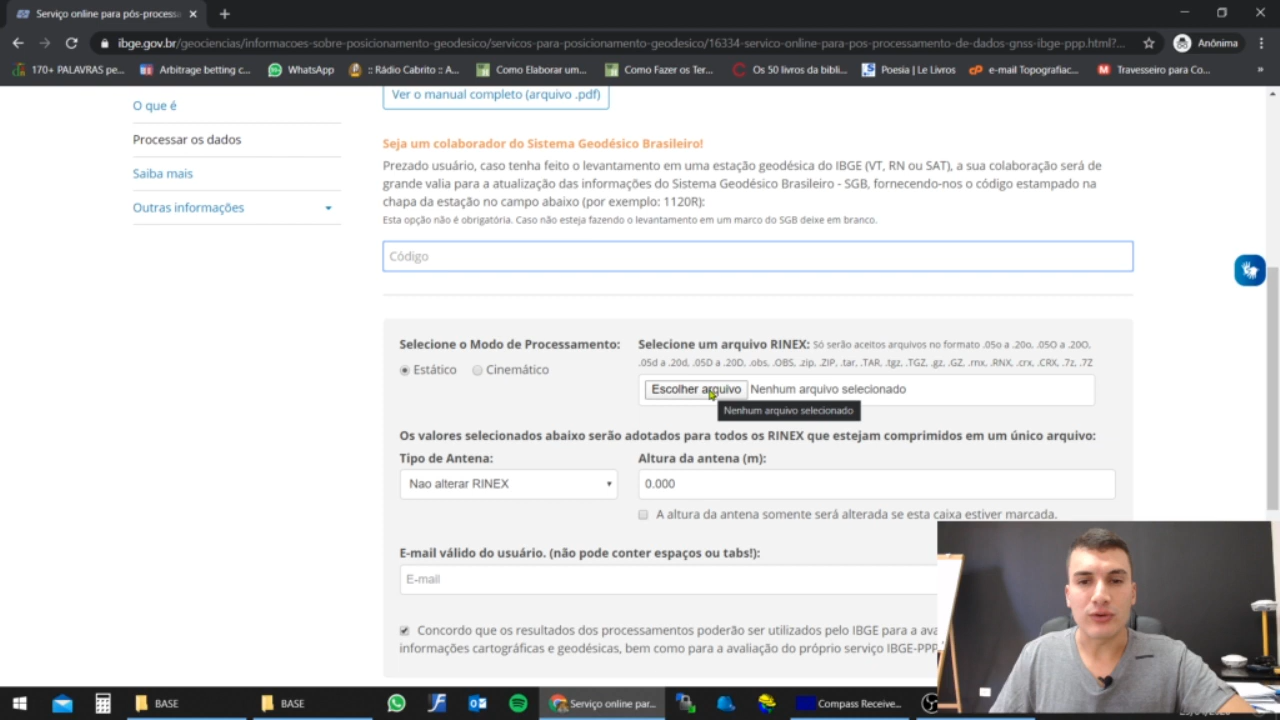 Serviço online para pós-processa
ibge.gov.br/geociencias/informacoes-sobre-posicionamento-geodesico/servicos-para-posicionamento-geodesico/16334-servico-online-para-pos-processamento-de-dados-gnss-ibge-ppp.html?...
Anônima
170+ PALAVRAS pe...
Arbitrage betting c...
WhatsApp
:: Rádio Cabrito :: A...
Como Elaborar um...
Como Fazer os Ter...
Os 50 livros da bibli...
Poesia | Le Livros
e-mail Topografiac...
Travesseiro para Co...
O que é
Processar os dados
Saiba mais
Outras informações
Ver o manual completo (arquivo .pdf)
Seja um colaborador do Sistema Geodésico Brasileiro!
Prezado usuário, caso tenha feito o levantamento em uma estação geodésica do IBGE (VT, RN ou SAT), a sua colaboração será de
grande valia para a atualização das informações do Sistema Geodésico Brasileiro - SGB, fornecendo-nos o código estampado na
chapa da estação no campo abaixo (por exemplo: 1120R):
Esta opção não é obrigatória. Caso não esteja fazendo o levantamento em um marco do SGB deixe em branco.
Código
Selecione o Modo de Processamento:
Estático
Cinemático
Selecione um arquivo RINEX: Só serão aceitos arquivos no formato .05o a .20o, .05O a .20O,
.05d a .20d, .05D a .20D, .obs, .OBS, .zip, .ZIP, .tar, .TAR, .tgz, .TGZ, .gz, .GZ, .rnx, .RNX, .crx, .CRX, .7z, .7Z
Escolher arquivo Nenhum arquivo selecionado
Nenhum arquivo selecionado
Os valores selecionados abaixo serão adotados para todos os RINEX que estejam comprimidos em um único arquivo:
Tipo de Antena:
Nao alterar RINEX
Altura da antena (m):
0.000
A altura da antena somente será alterada se esta caixa estiver marcada.
E-mail válido do usuário. (não pode conter espaços ou tabs!):
E-mail
Concordo que os resultados dos processamentos poderão ser utilizados pelo IBGE para a ava
informações cartográficas e geodésicas, bem como para a avaliação do próprio serviço IBGE-PPP.
BASE
BASE
Serviço online par...
Compass Receive...